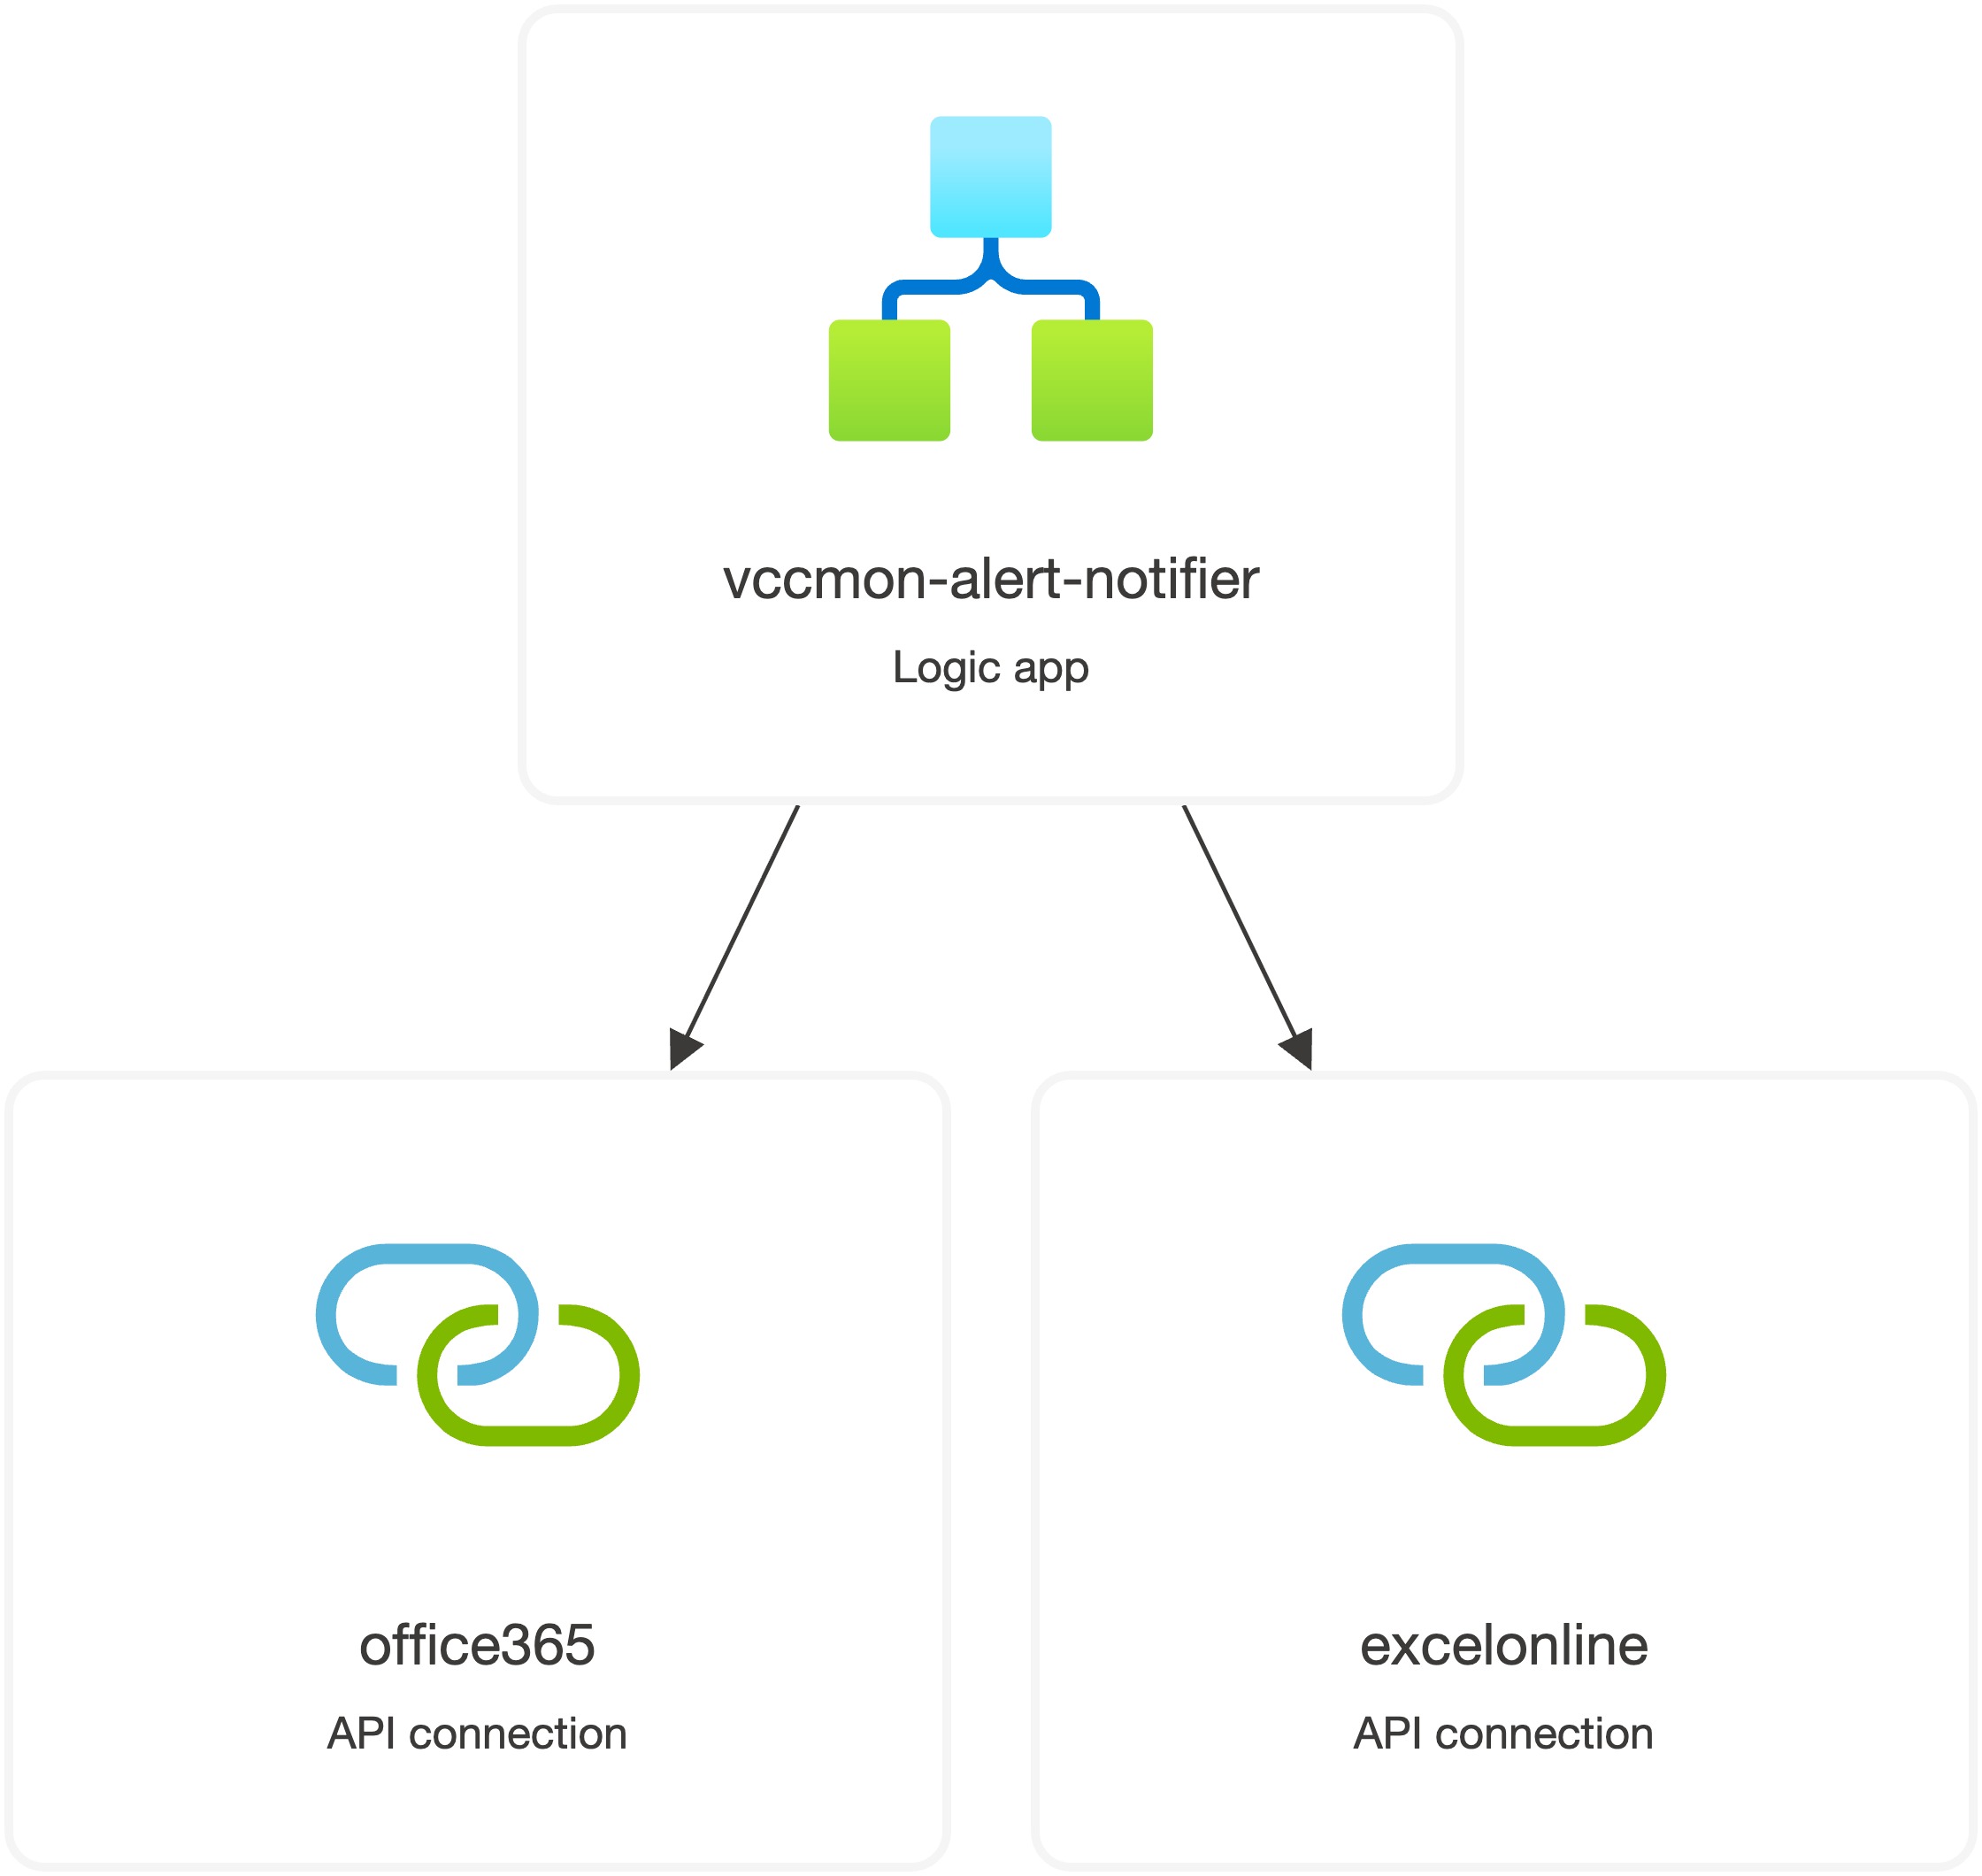 vccmon-alert-notifier
Logic app
office365
API connection
excelonline
API connection